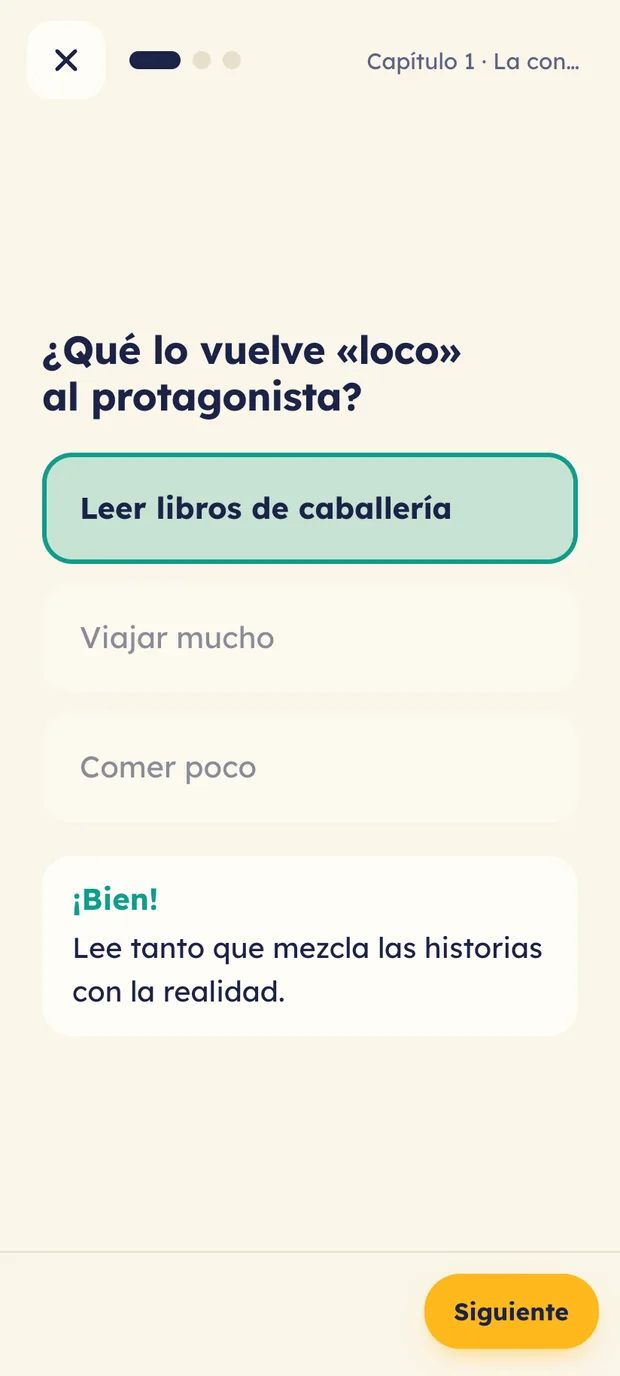 Capítulo 1 · La con...
¿Qué lo vuelve «loco»
al protagonista?
Leer libros de caballería
Viajar mucho
Comer poco
¡Bien!
Lee tanto que mezcla las historias
con la realidad.
Siguiente